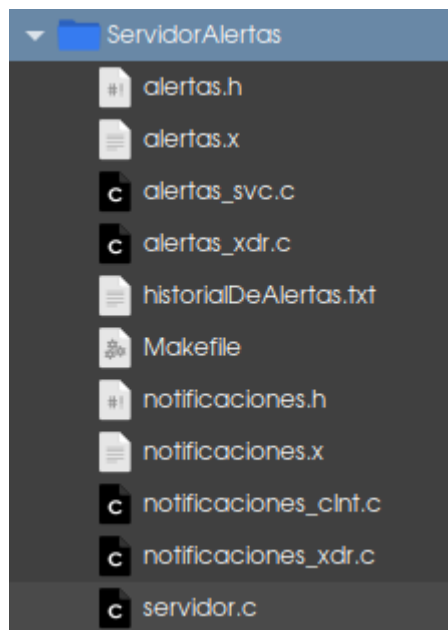 ServidorAlertas
alertas.h
alertas.x
alertas_svc.c
alertas_xdr.c
historialDeAlertas.txt
Makefile
notificaciones.h
notificaciones.x
notificaciones_clnt.c
notificaciones_xdr.c
servidor.c